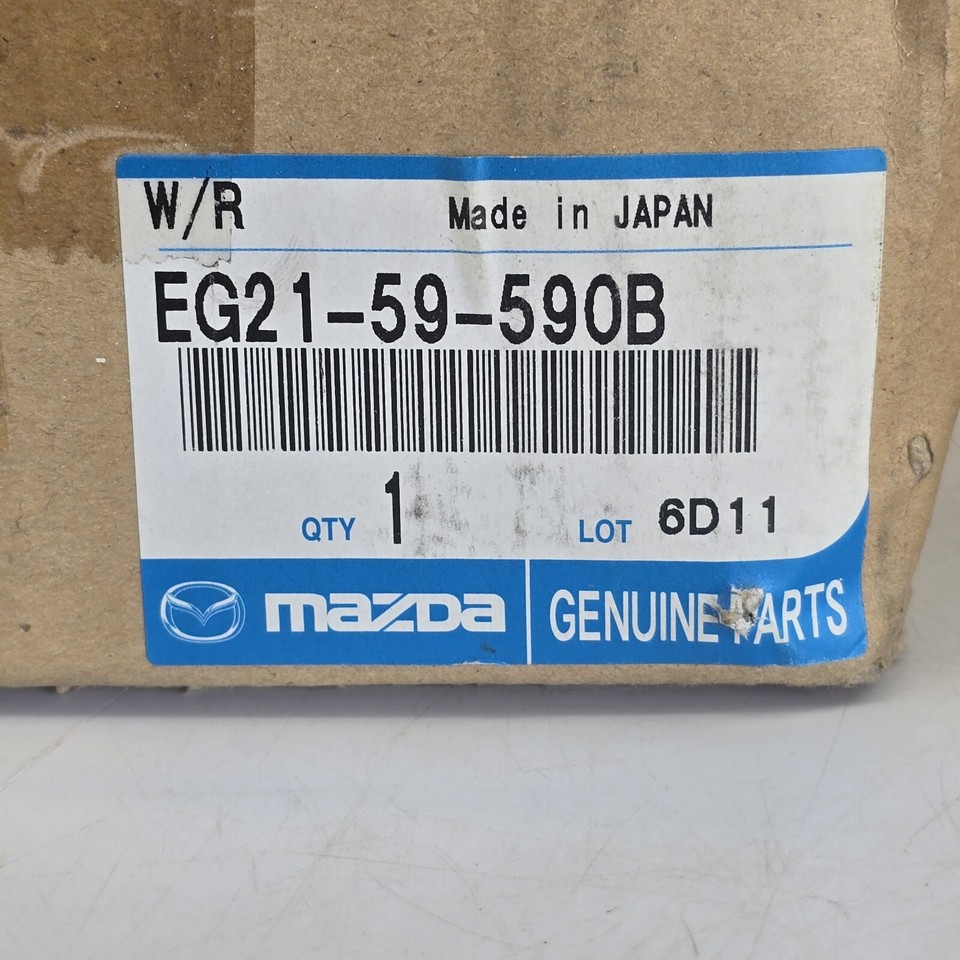 W/R Made in JAPAN
EG21-59-590B
QTY 1 LOT 6D11
mazda GENUINE PARTS